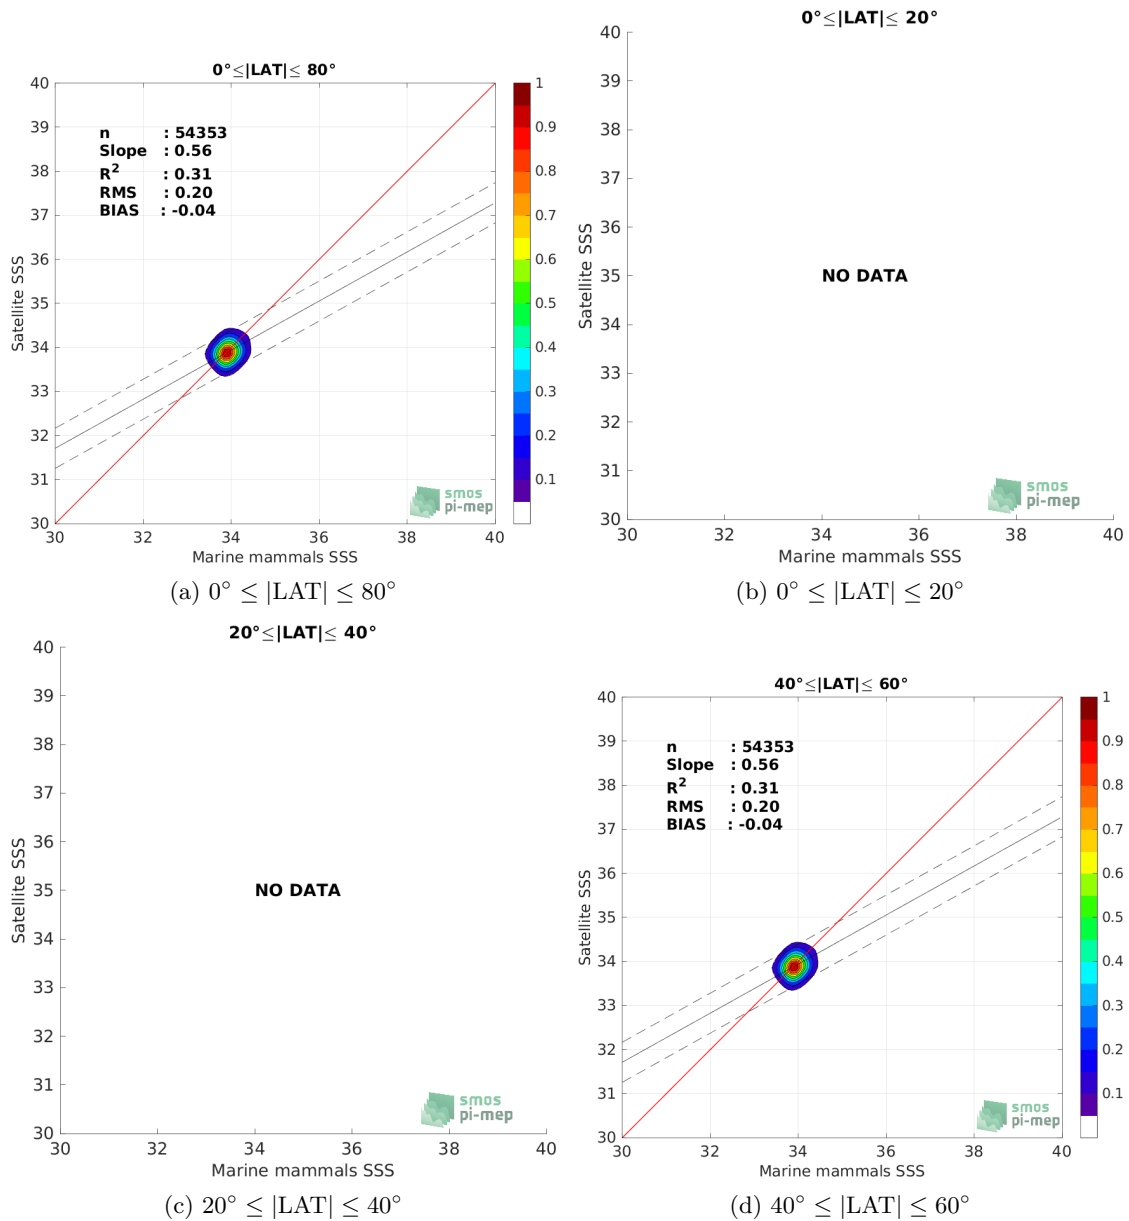 0°≤|LAT|≤ 80°
40
39
38
37
36
35
34
33
32
31
30
n : 54353
Slope : 0.56
R² : 0.31
RMS : 0.20
BIAS : -0.04
1
0.9
0.8
0.7
0.6
0.5
0.4
0.3
0.2
0.1
Satellite SSS
smos
pi-mep
30 32 34 36 38 40
Marine mammals SSS
(a) 0° ≤ |LAT| ≤ 80°
0°≤|LAT|≤ 20°
40
39
38
37
36
35
34
33
32
31
30
Satellite SSS
NO DATA
smos
pi-mep
30 32 34 36 38 40
Marine mammals SSS
(b) 0° ≤ |LAT| ≤ 20°
20°≤|LAT|≤ 40°
40
39
38
37
36
35
34
33
32
31
30
Satellite SSS
NO DATA
smos
pi-mep
30 32 34 36 38 40
Marine mammals SSS
(c) 20° ≤ |LAT| ≤ 40°
40°≤|LAT|≤ 60°
40
39
38
37
36
35
34
33
32
31
30
n : 54353
Slope : 0.56
R² : 0.31
RMS : 0.20
BIAS : -0.04
1
0.9
0.8
0.7
0.6
0.5
0.4
0.3
0.2
0.1
Satellite SSS
smos
pi-mep
30 32 34 36 38 40
Marine mammals SSS
(d) 40° ≤ |LAT| ≤ 60°